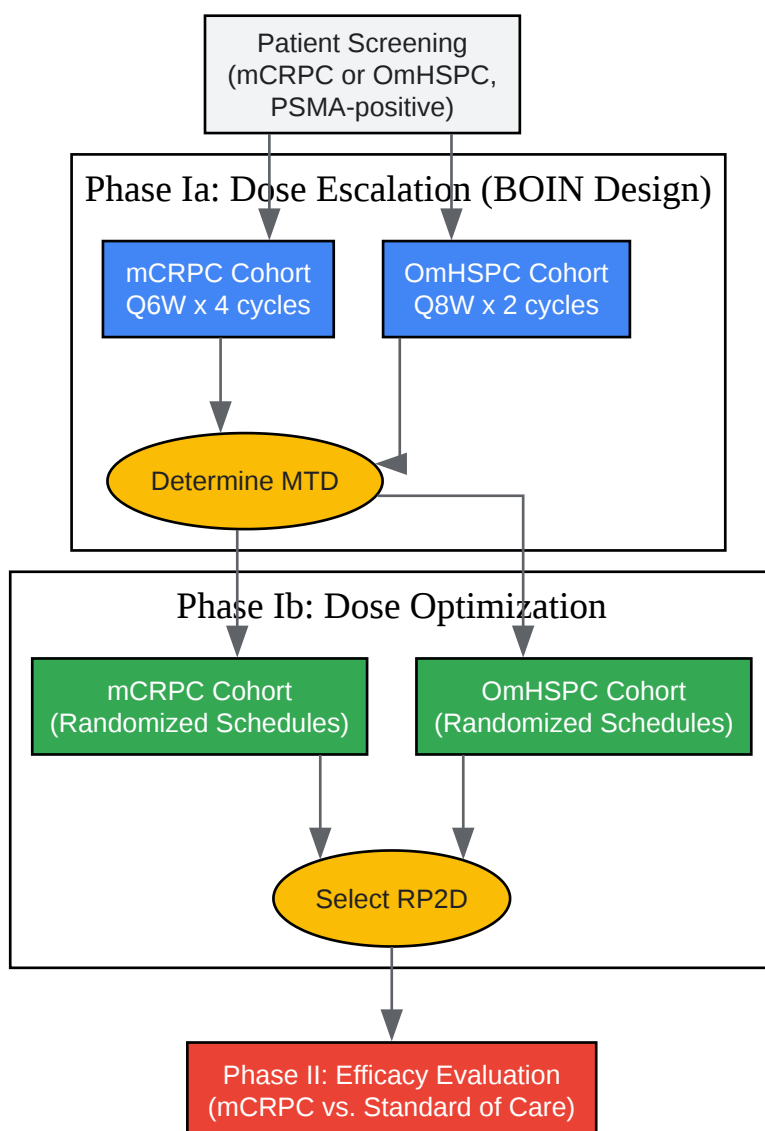 Patient Screening
(mCRPC or OmHSPC,
PSMA-positive)
Phase Ia: Dose Escalation (BOIN Design)
mCRPC Cohort
Q6W x 4 cycles
OmHSPC Cohort
Q8W x 2 cycles
Determine MTD
Phase Ib: Dose Optimization
mCRPC Cohort
(Randomized Schedules)
OmHSPC Cohort
(Randomized Schedules)
Select RP2D
Phase II: Efficacy Evaluation
(mCRPC vs. Standard of Care)